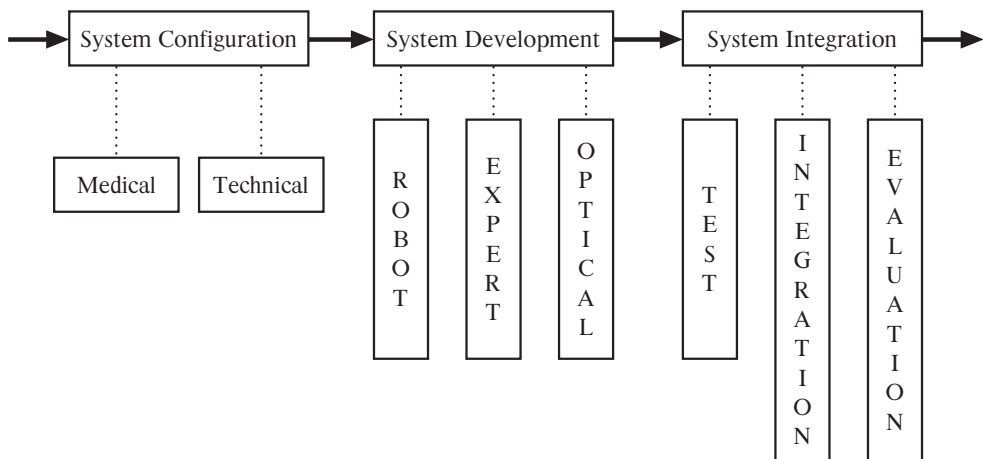 System Configuration
System Development
System Integration
Medical
Technical
ROBOT
EXPERT
OPTICAL
TEST
INTEGRATION
EVALUATION